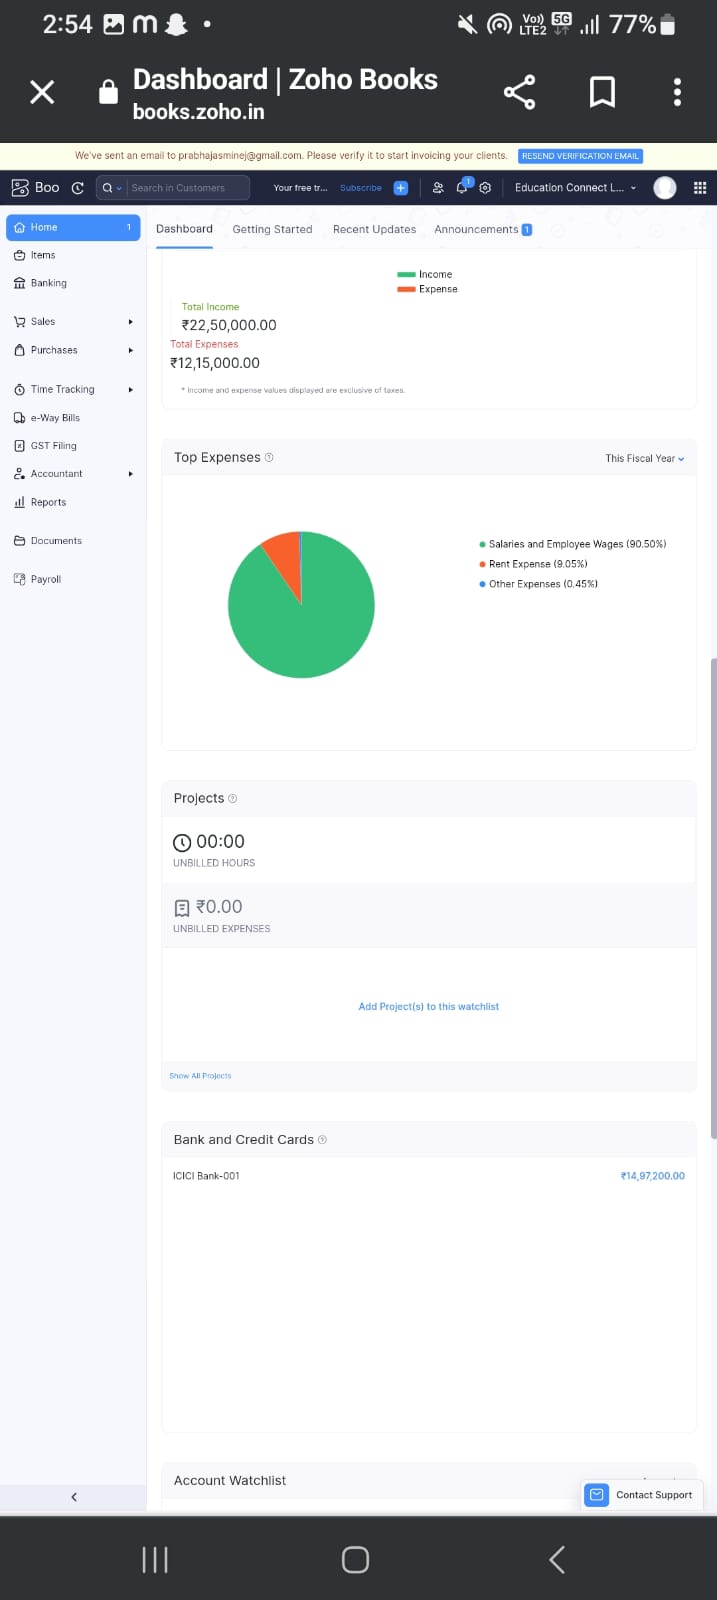 2:54
Vo)) 5G
LTE2
77%
Dashboard | Zoho Books
books.zoho.in
We've sent an email to prabhajasminej@gmail.com. Please verify it to start invoicing your clients. RESEND VERIFICATION EMAIL
Boo Search in Customers Your free tr... Subscribe 1 Education Connect L...
Home 1
Items
Banking
Sales
Purchases
Time Tracking
e-Way Bills
GST Filing
Accountant
Reports
Documents
Payroll
Dashboard Getting Started Recent Updates Announcements 1
Income
Expense
Total Income
₹22,50,000.00
Total Expenses
₹12,15,000.00
* Income and expense values displayed are exclusive of taxes.
Top Expenses This Fiscal Year
Salaries and Employee Wages (90.50%)
Rent Expense (9.05%)
Other Expenses (0.45%)
Projects
00:00
UNBILLED HOURS
₹0.00
UNBILLED EXPENSES
Add Project(s) to this watchlist
Show All Projects
Bank and Credit Cards
ICICI Bank-001 ₹14,97,200.00
Account Watchlist
Contact Support